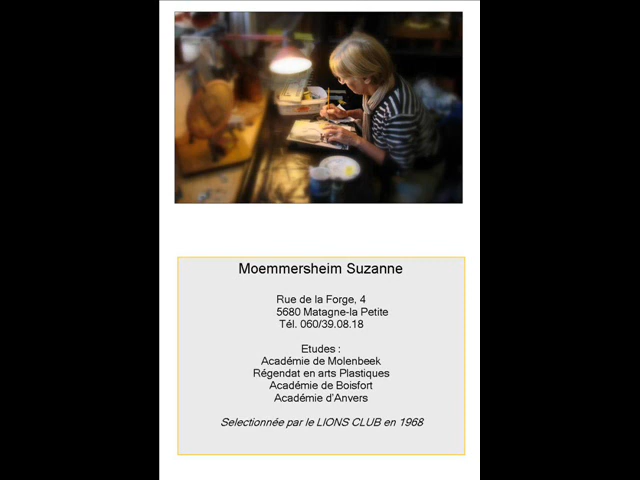 Moemmersheim Suzanne
Rue de la Forge, 4
5680 Matagne-la Petite
Tél. 060/39.08.18
Etudes :
Académie de Molenbeek
Régendat en arts Plastiques
Académie de Boisfort
Académie d'Anvers
Selectionnée par le LIONS CLUB en 1968